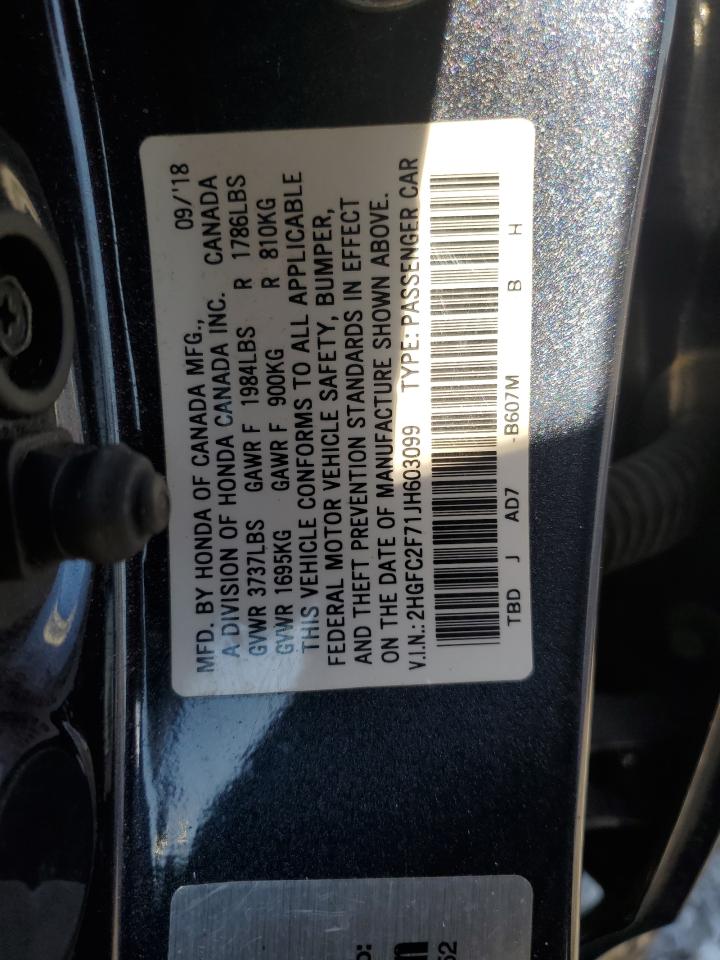 MFD. BY HONDA OF CANADA MFG., 09/'18
A DIVISION OF HONDA CANADA INC. CANADA
GVWR 3737LBS GAWR F 1984LBS R 1786LBS
GVWR 1695KG GAWR F 900KG R 810KG
THIS VEHICLE CONFORMS TO ALL APPLICABLE
FEDERAL MOTOR VEHICLE SAFETY, BUMPER,
AND THEFT PREVENTION STANDARDS IN EFFECT
ON THE DATE OF MANUFACTURE SHOWN ABOVE.
V.I.N.: 2HGFC2F71JH603099 TYPE: PASSENGER CAR
TBD J AD7 -B607M B H
52